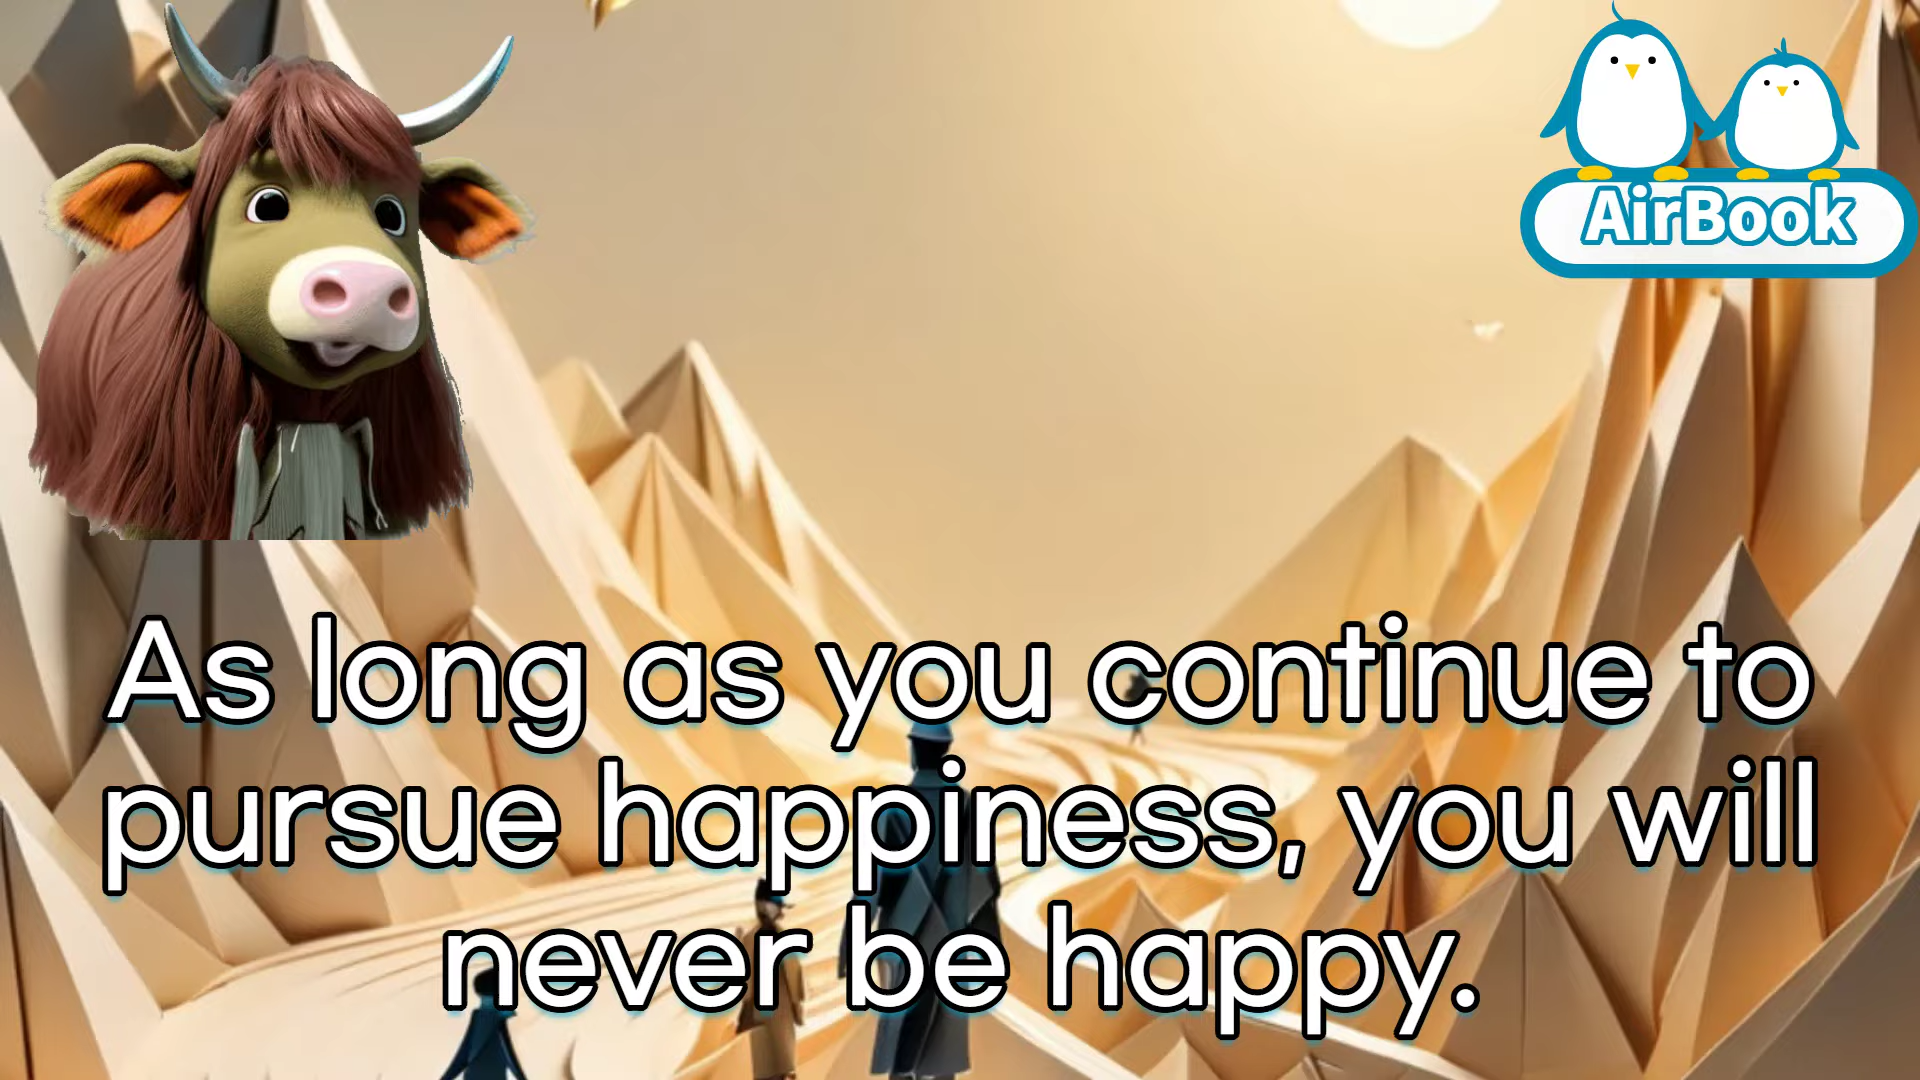 AirBook
As long as you continue to
pursue happiness, you will
never be happy.